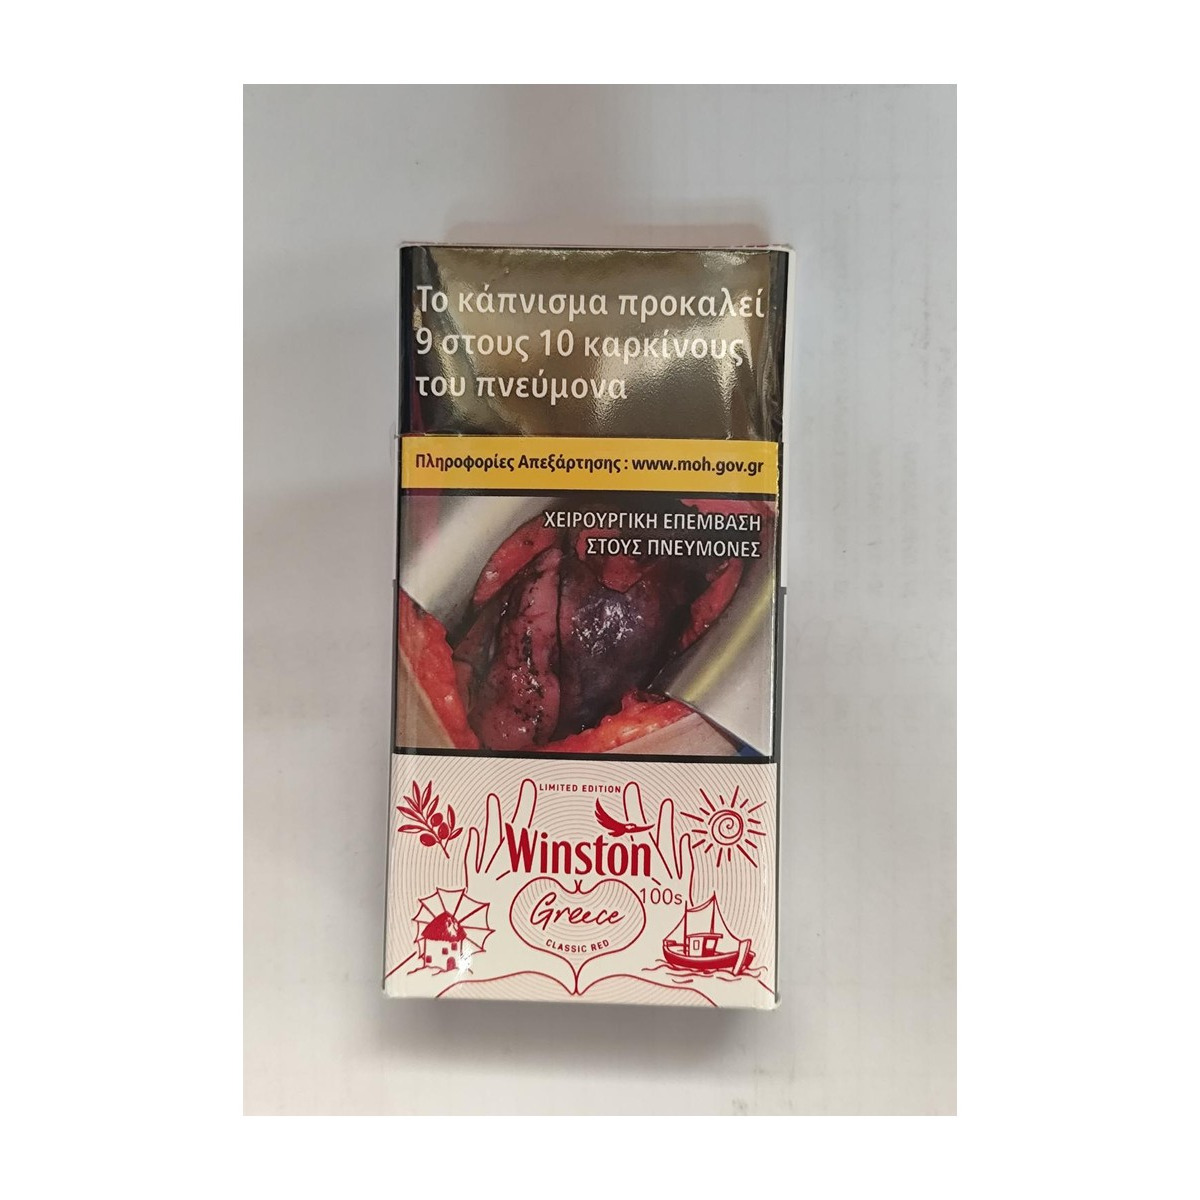 Το κάπνισμα προκαλεί
9 στους 10 καρκίνους
του πνεύμονα
Πληροφορίες Απεξάρτησης : www.moh.gov.gr
ΧΕΙΡΟΥΡΓΙΚΗ ΕΠΕΜΒΑΣΗ
ΣΤΟΥΣ ΠΝΕΥΜΟΝΕΣ
LIMITED EDITION
Winston
X
100s
Greece
CLASSIC RED